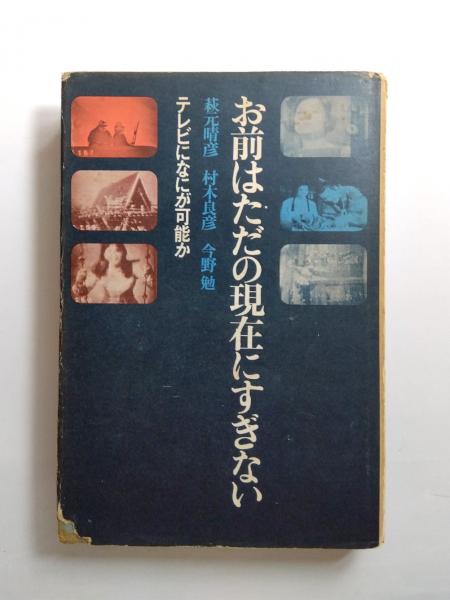 お前はただの現在にすぎない
萩元晴彦 村木良彦 今野勉
テレビになにが可能か